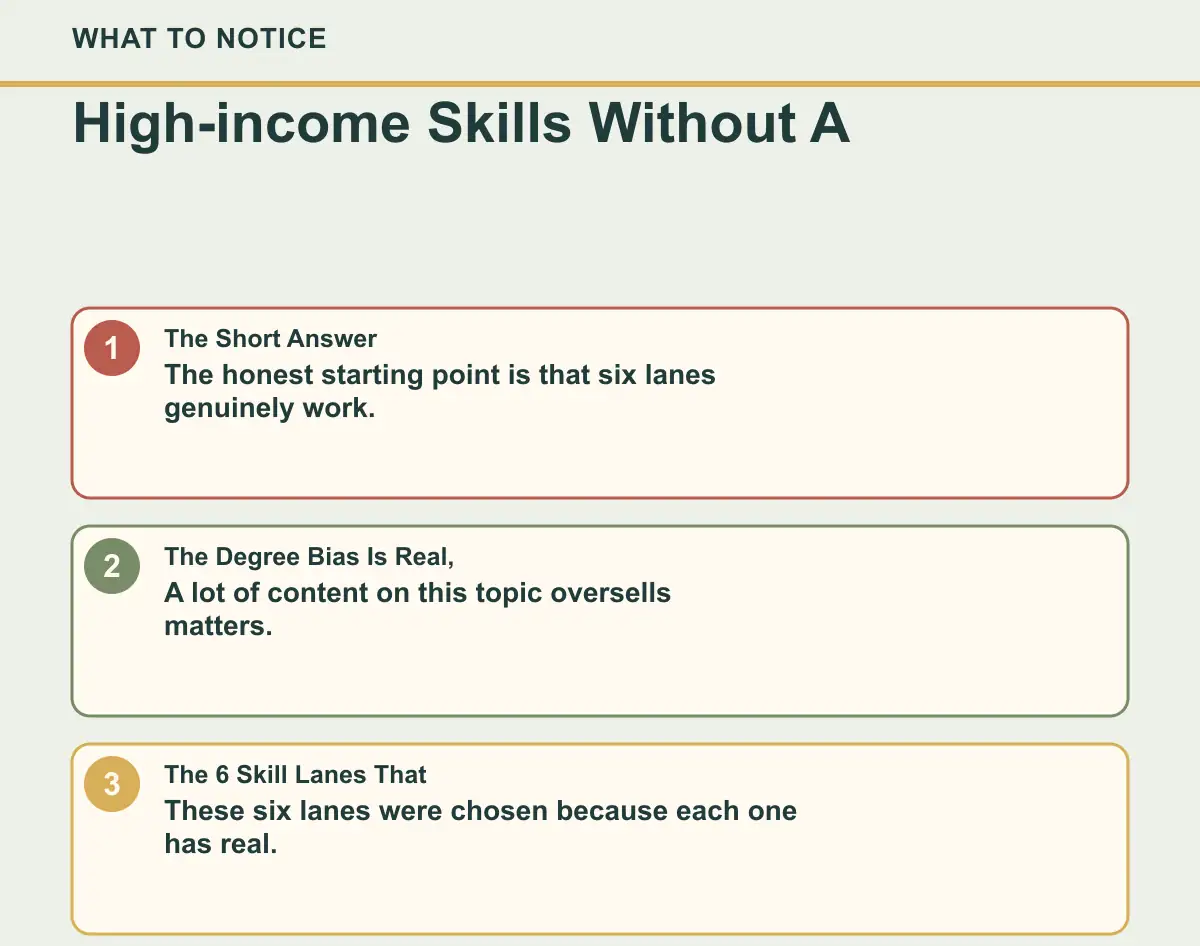 WHAT TO NOTICE
High-income Skills Without A
1
The Short Answer
The honest starting point is that six lanes
genuinely work.
2
The Degree Bias Is Real,
A lot of content on this topic oversells
matters.
3
The 6 Skill Lanes That
These six lanes were chosen because each one
has real.